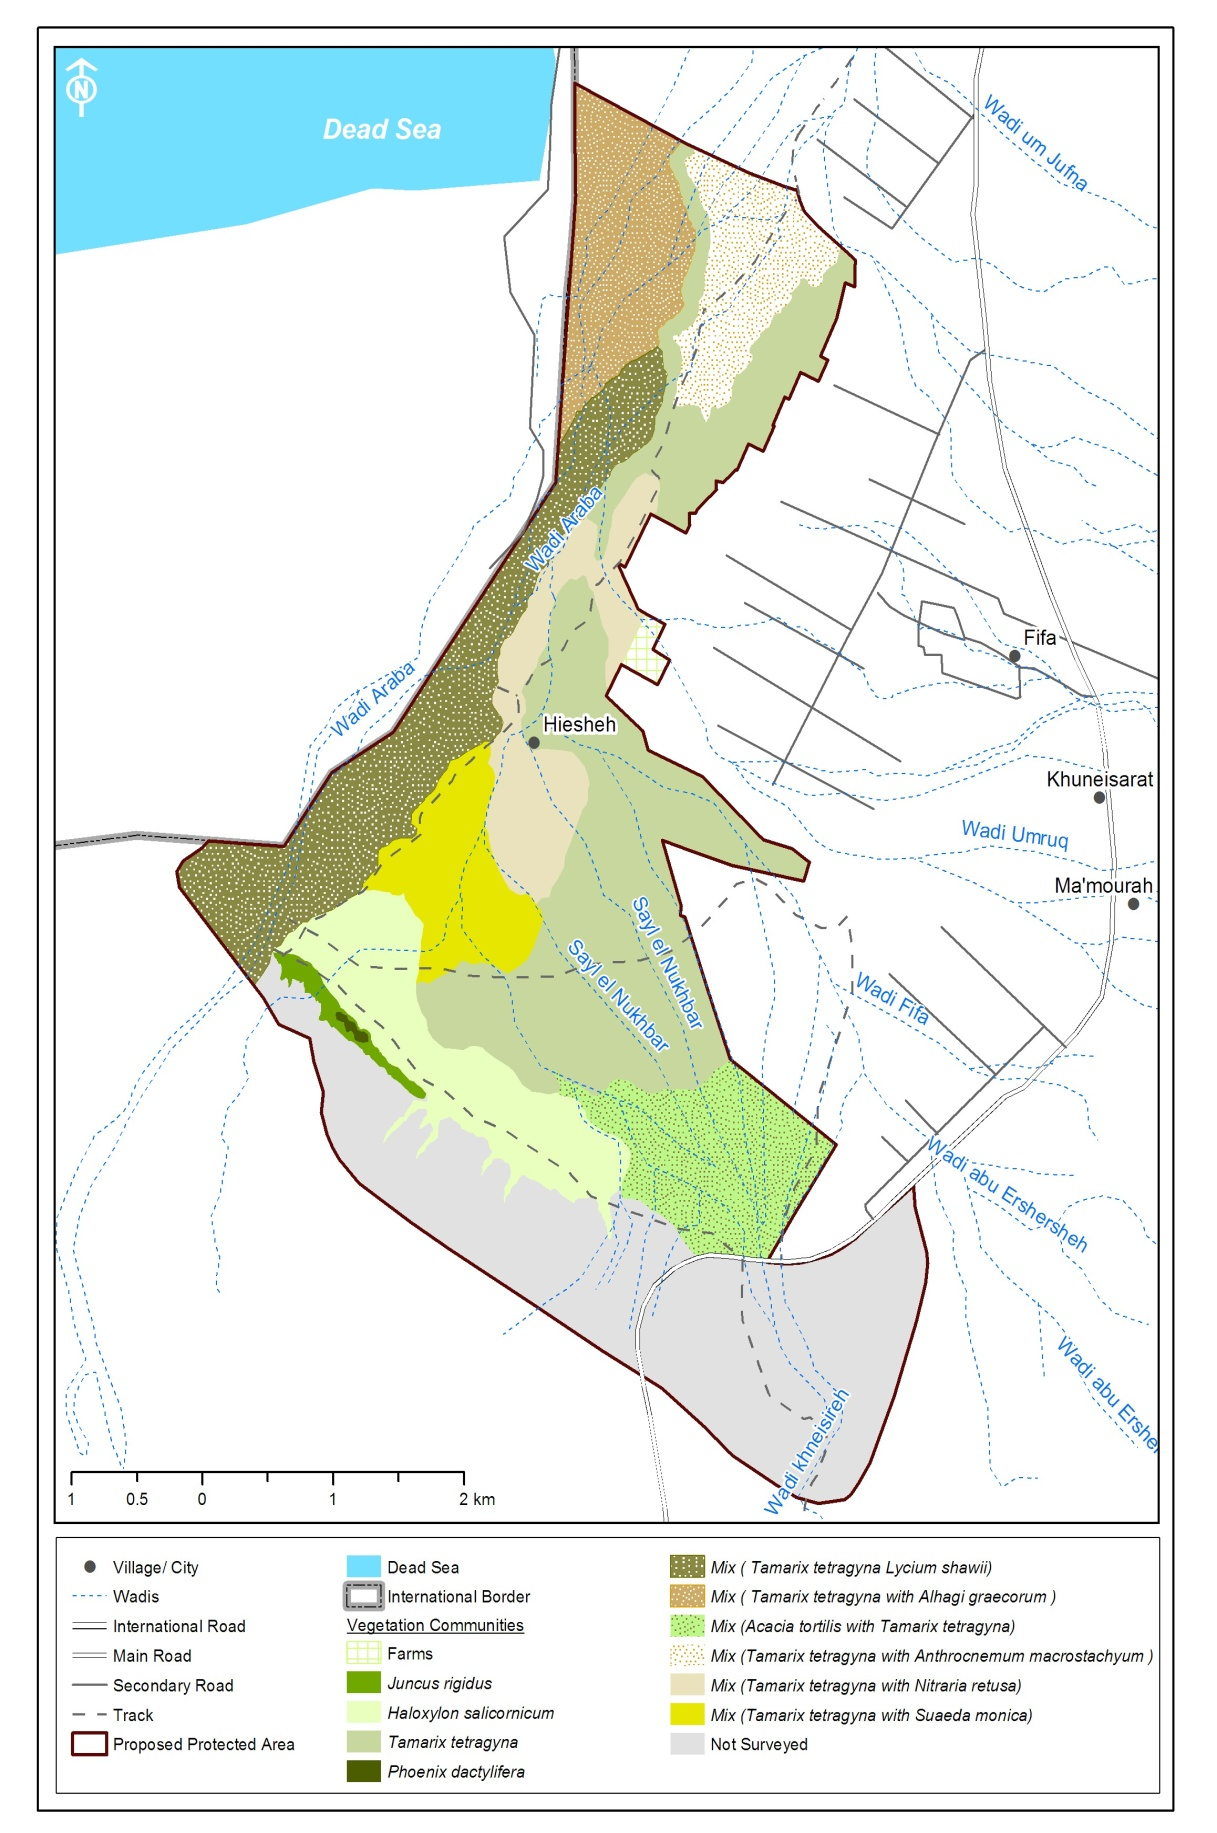 N
Dead Sea
Wadi um Jufna
Wadi Araba
Fifa
Wadi Araba
Hiesheh
Khuneisarat
Wadi Umruq
Ma'mourah
Sayl el Nukhbar
Sayl el Nukhbar
Wadi Fifa
Wadi abu Ershersheh
Wadi abu Ershe
Wadi khneisireh
1 0.5 0 1 2 km
Village/ City
Wadis
International Road
Main Road
Secondary Road
Track
Proposed Protected Area
Dead Sea
International Border
Vegetation Communities
Farms
Juncus rigidus
Haloxylon salicornicum
Tamarix tetragyna
Phoenix dactylifera
Mix ( Tamarix tetragyna Lycium shawii)
Mix ( Tamarix tetragyna with Alhagi graecorum )
Mix (Acacia tortilis with Tamarix tetragyna)
Mix (Tamarix tetragyna with Anthrocnemum macrostachyum )
Mix (Tamarix tetragyna with Nitraria retusa)
Mix (Tamarix tetragyna with Suaeda monica)
Not Surveyed